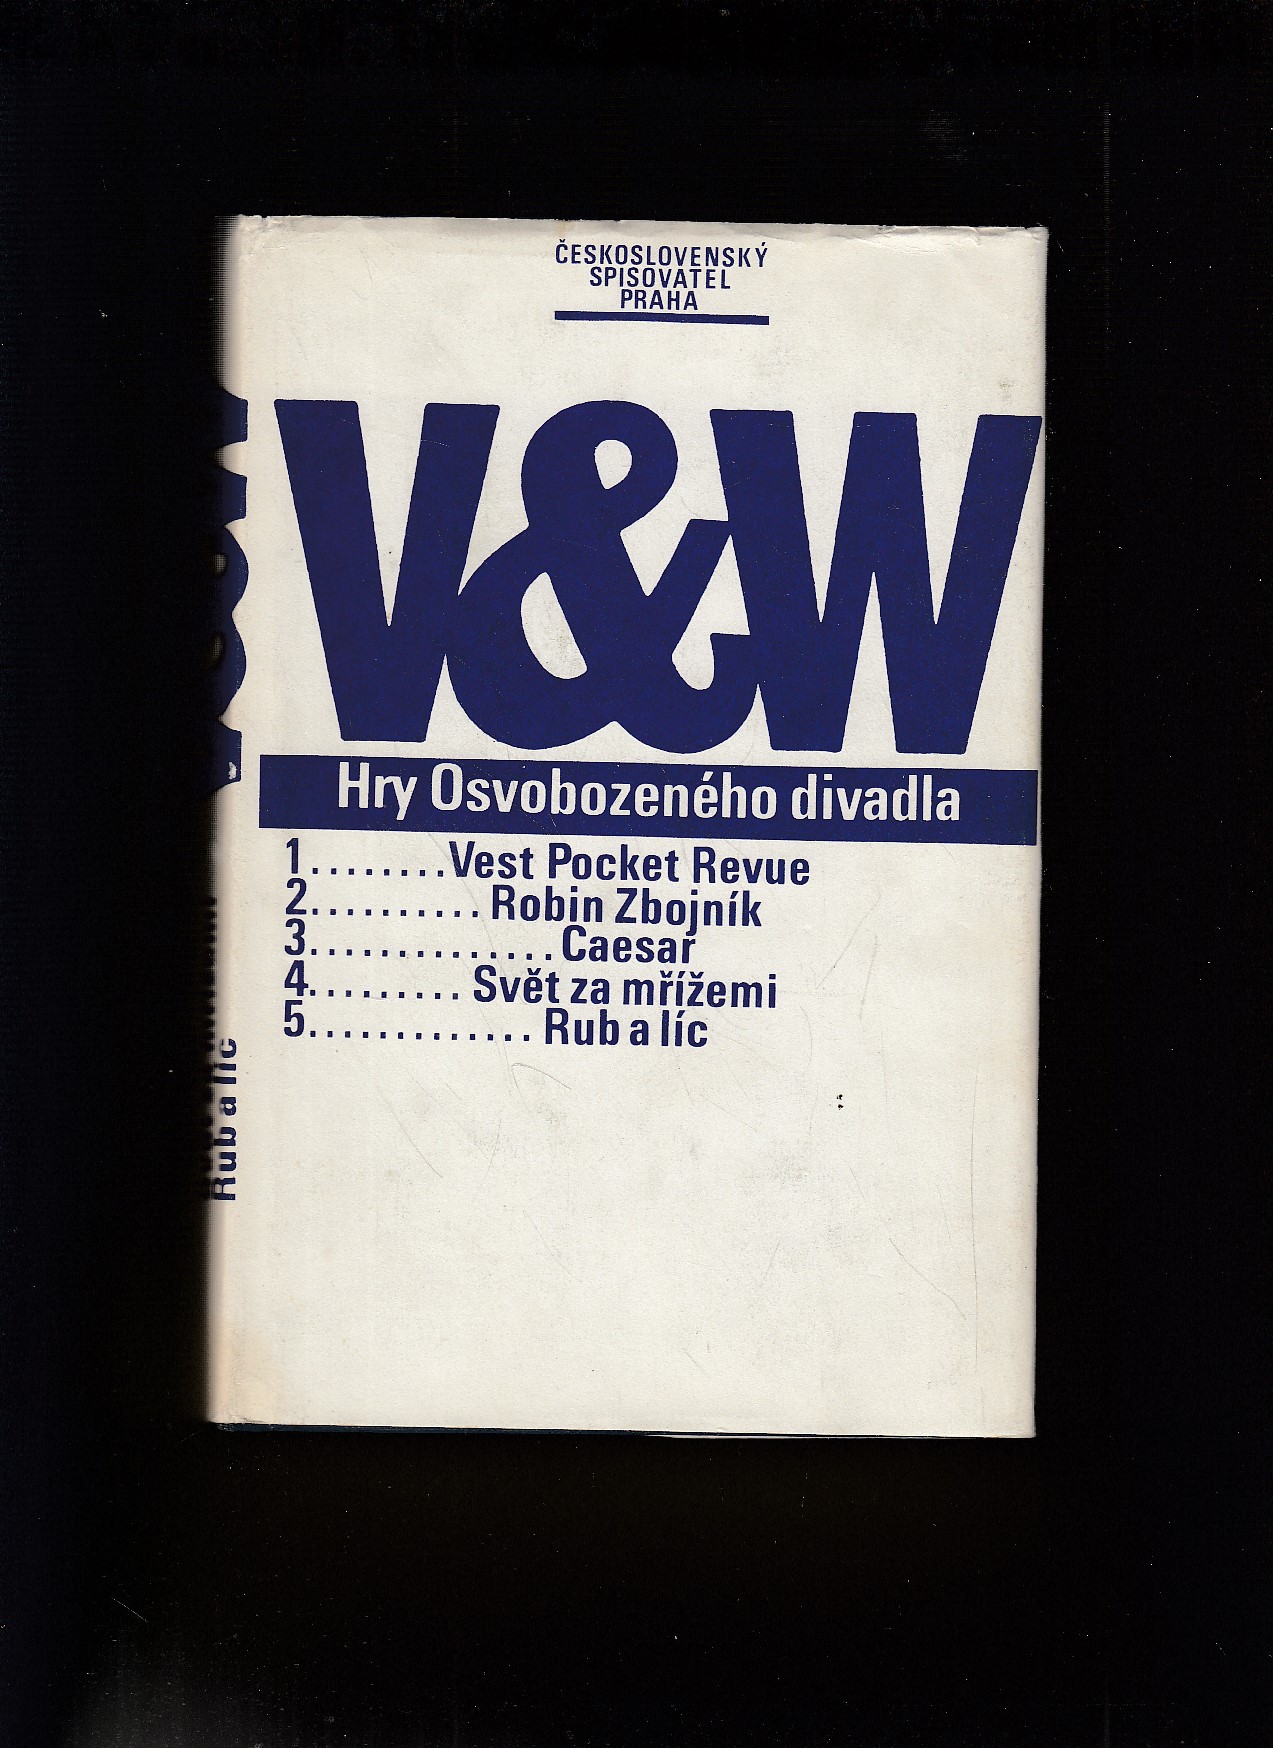 ČESKOSLOVENSKÝ
SPISOVATEL
PRAHA
V&W
Hry Osvobozeného divadla
1........Vest Pocket Revue
2.......... Robin Zbojník
3..............Caesar
4......... Svět za mřížemi
5............. Rub a líc
Rub a líc